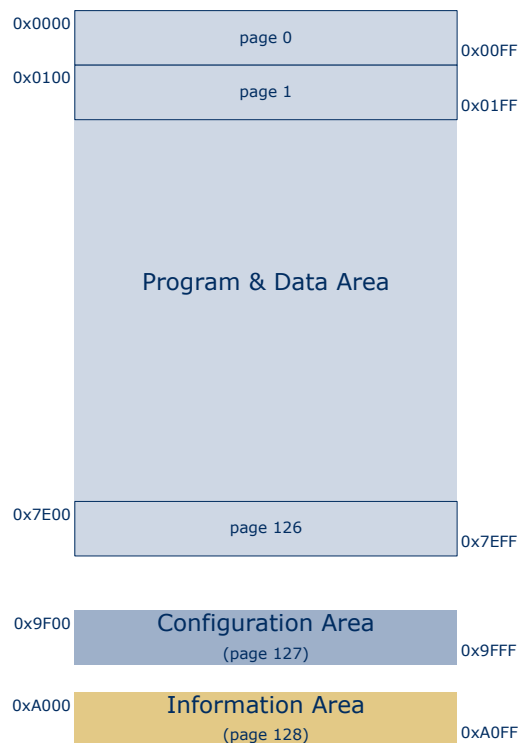 0x0000
page 0
0x00FF
0x0100
page 1
0x01FF
Program & Data Area
0x7E00
page 126
0x7EFF
0x9F00
Configuration Area
(page 127)
0x9FFF
0xA000
Information Area
(page 128)
0xA0FF